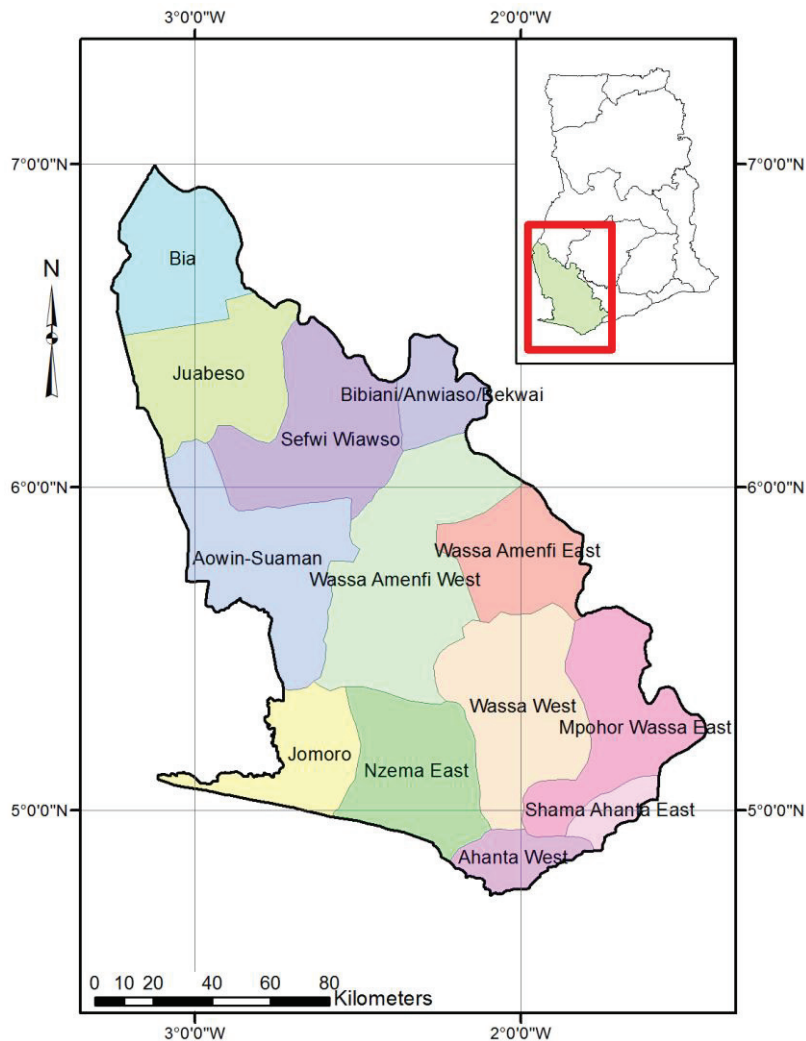 3°0'0"W
2°0'0"W
7°0'0"N
7°0'0"N
Bia
N
Juabeso
Bibiani/Anwiaso/Bekwai
Sefwi Wiawso
6°0'0"N
6°0'0"N
Wassa Amenfi East
Aowin-Suaman
Wassa Amenfi West
Wassa West
Mpohor Wassa East
Jomoro
Nzema East
5°0'0"N
Shama Ahanta East
5°0'0"N
Ahanta West
0 10 20 40 60 80
Kilometers
3°0'0"W
2°0'0"W